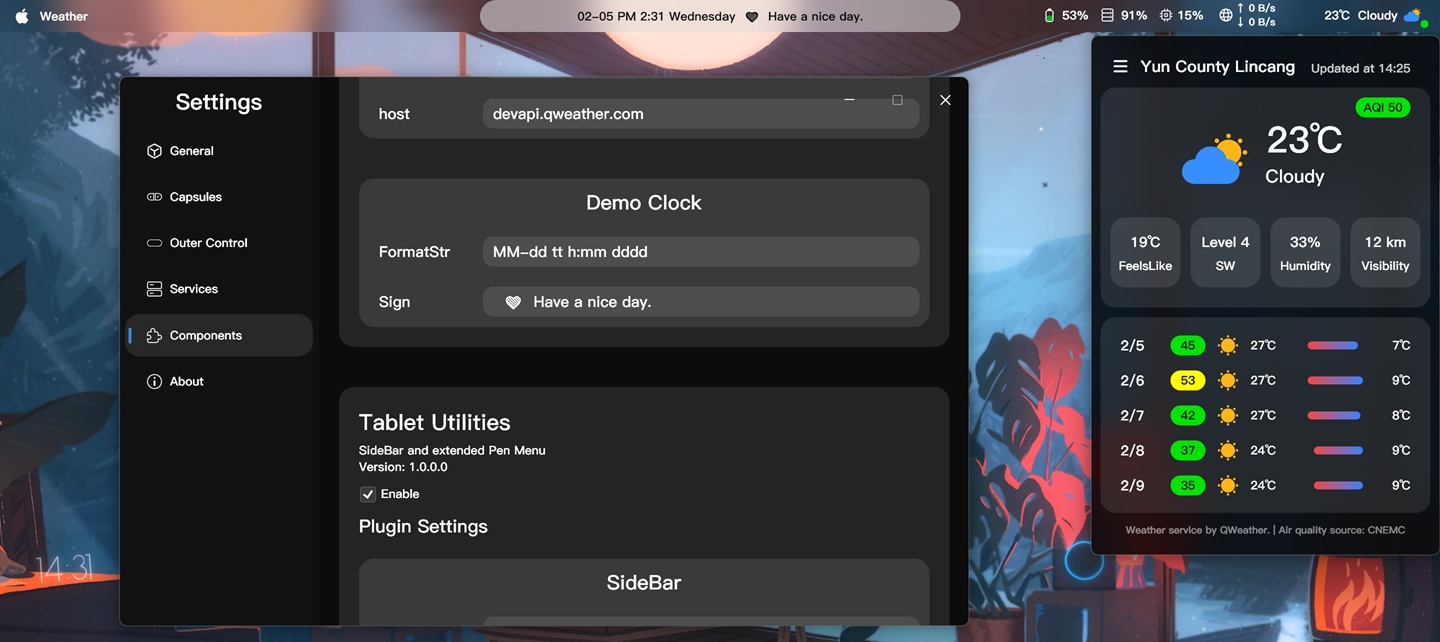 Weather
02-05 PM 2:31 Wednesday Have a nice day.
53% 91% 15% ↑ 0 B/s
↓ 0 B/s
23℃ Cloudy
Settings
General
Capsules
Outer Control
Services
Components
About
host devapi.qweather.com
Demo Clock
FormatStr MM-dd tt h:mm dddd
Sign Have a nice day.
Tablet Utilities
SideBar and extended Pen Menu
Version: 1.0.0.0
Enable
Plugin Settings
SideBar
14:31
Yun County Lincang Updated at 14:25
AQI 50
23℃
Cloudy
19℃ Level 4 33% 12 km
FeelsLike SW Humidity Visibility
2/5 45 27℃ 7℃
2/6 53 27℃ 9℃
2/7 42 27℃ 8℃
2/8 37 24℃ 9℃
2/9 35 24℃ 9℃
Weather service by QWeather. | Air quality source: CNEMC